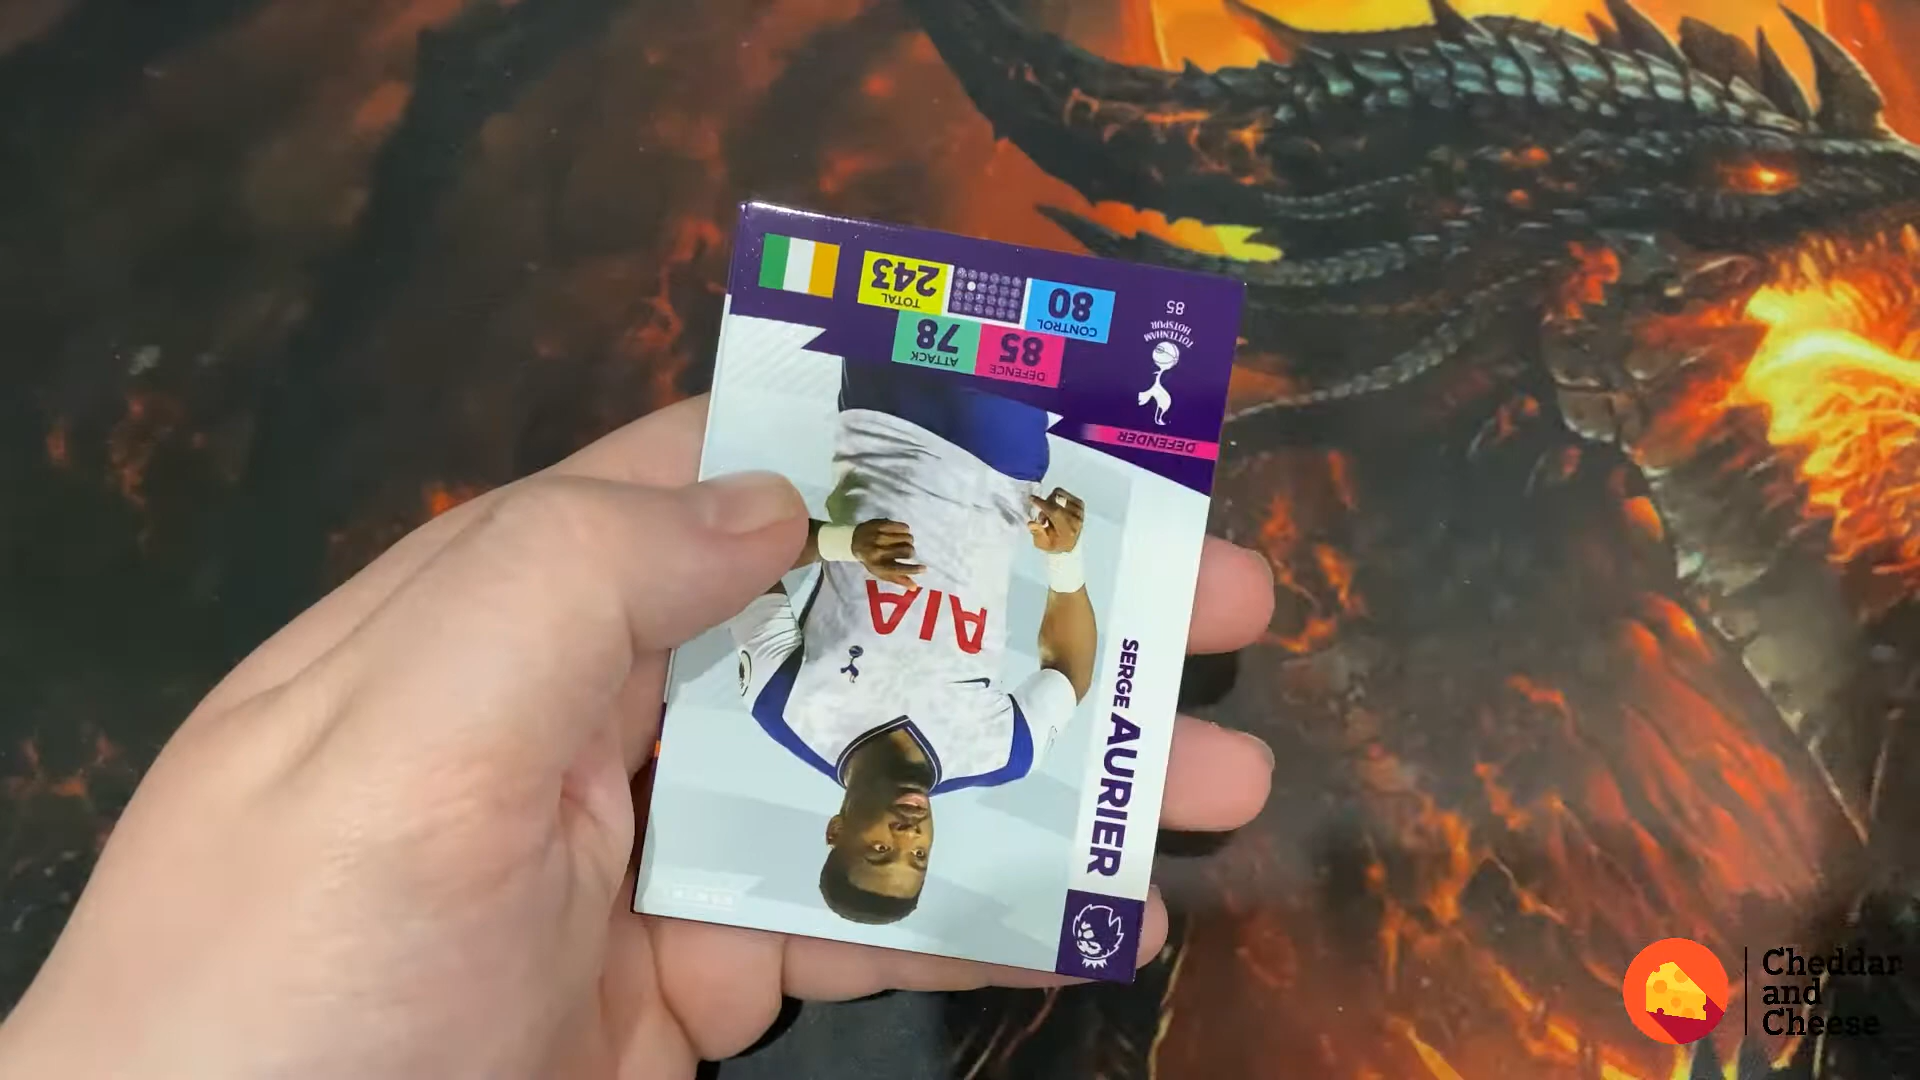 SERGE AURIER
DEFENDER
TOTTENHAM
HOTSPUR
85
DEFENCE
85
ATTACK
78
CONTROL
80
TOTAL
243
AIA
Cheddar
and
Cheese